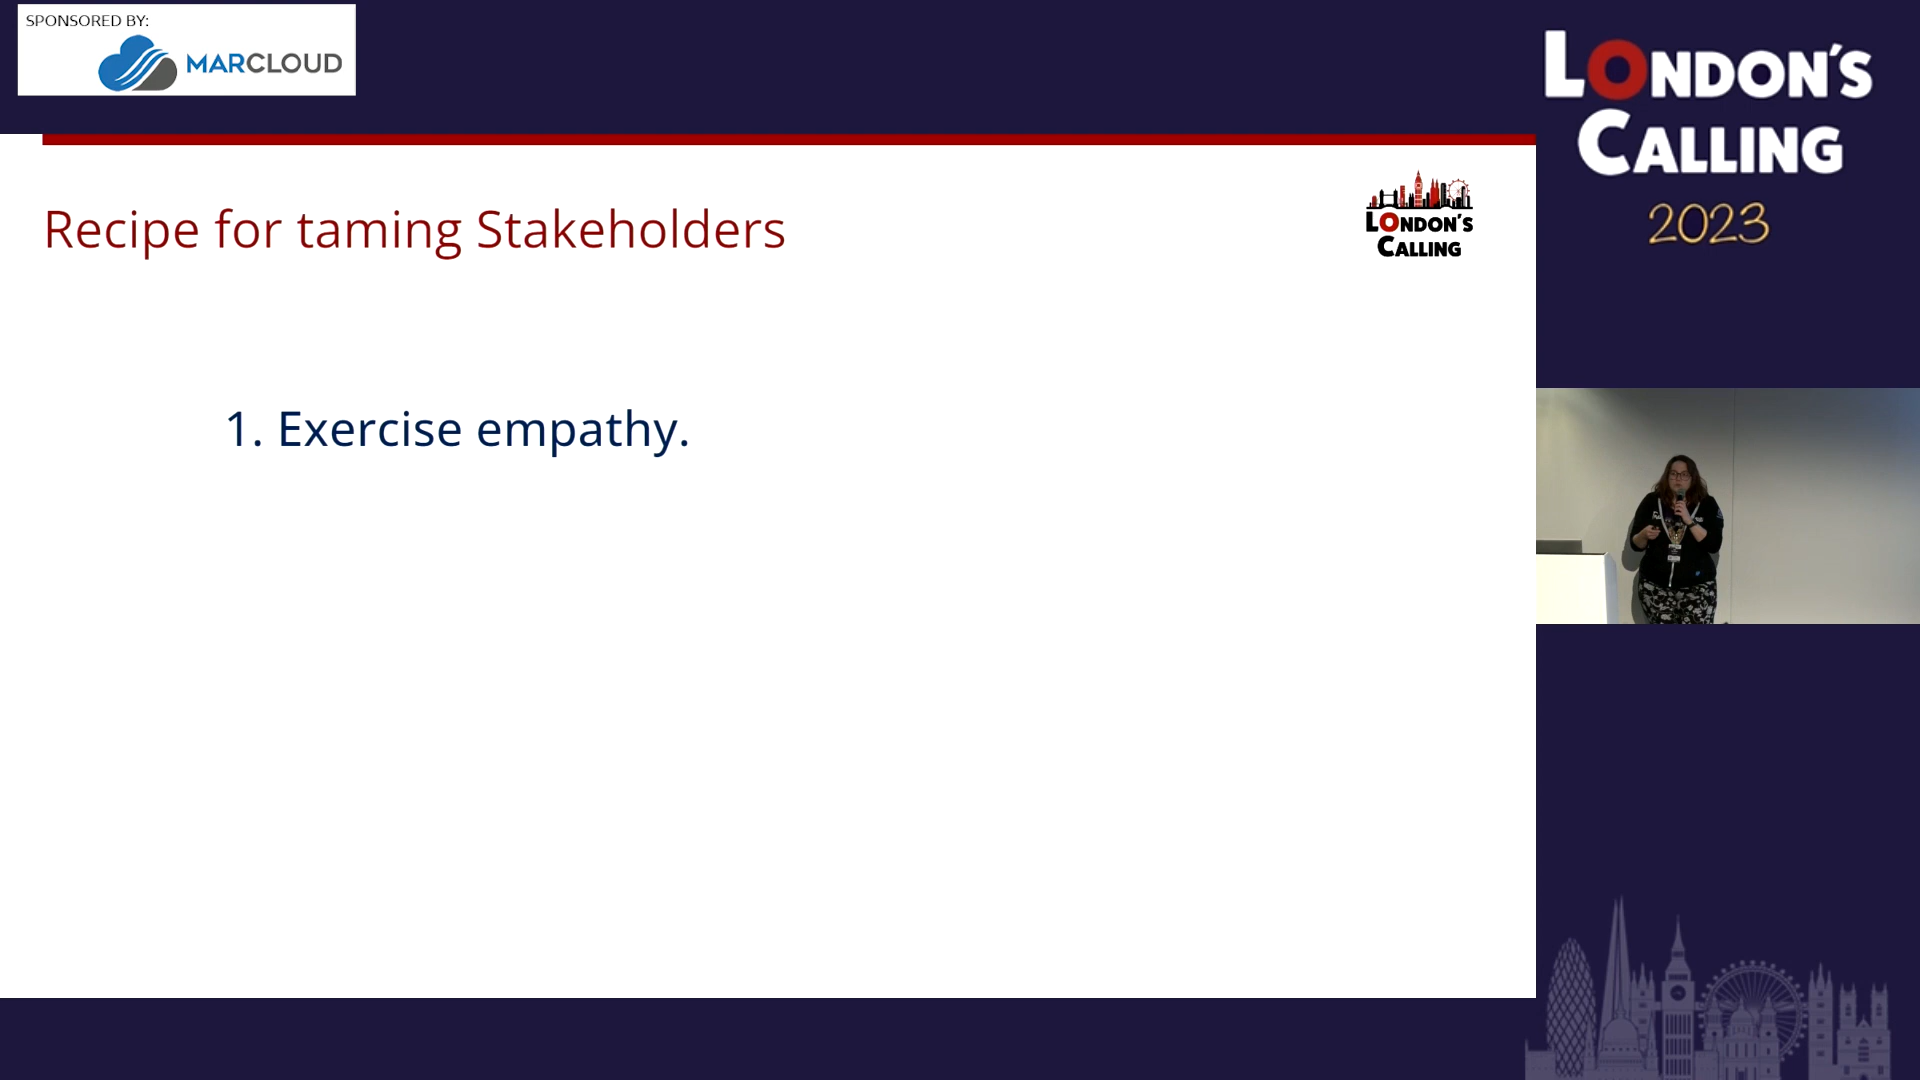 SPONSORED BY:
MARCLOUD
LONDON'S
CALLING
2023
LONDON'S
CALLING
Recipe for taming Stakeholders
1. Exercise empathy.